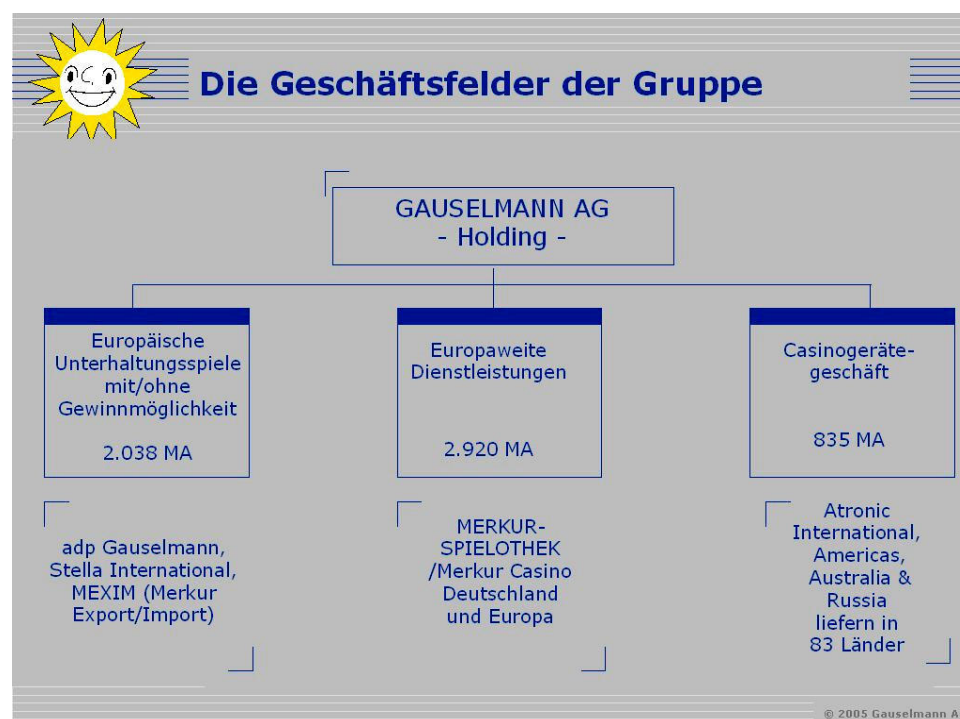 Die Geschäftsfelder der Gruppe
GAUSELMANN AG
- Holding -
Europäische
Unterhaltungsspiele
mit/ohne
Gewinnmöglichkeit
2.038 MA
Europaweite
Dienstleistungen
2.920 MA
Casinogeräte-
geschäft
835 MA
adp Gauselmann,
Stella International,
MEXIM (Merkur
Export/Import)
MERKUR-
SPIELOTHEK
/Merkur Casino
Deutschland
und Europa
Atronic
International,
Americas,
Australia &
Russia
liefern in
83 Länder
© 2005 Gauselmann A